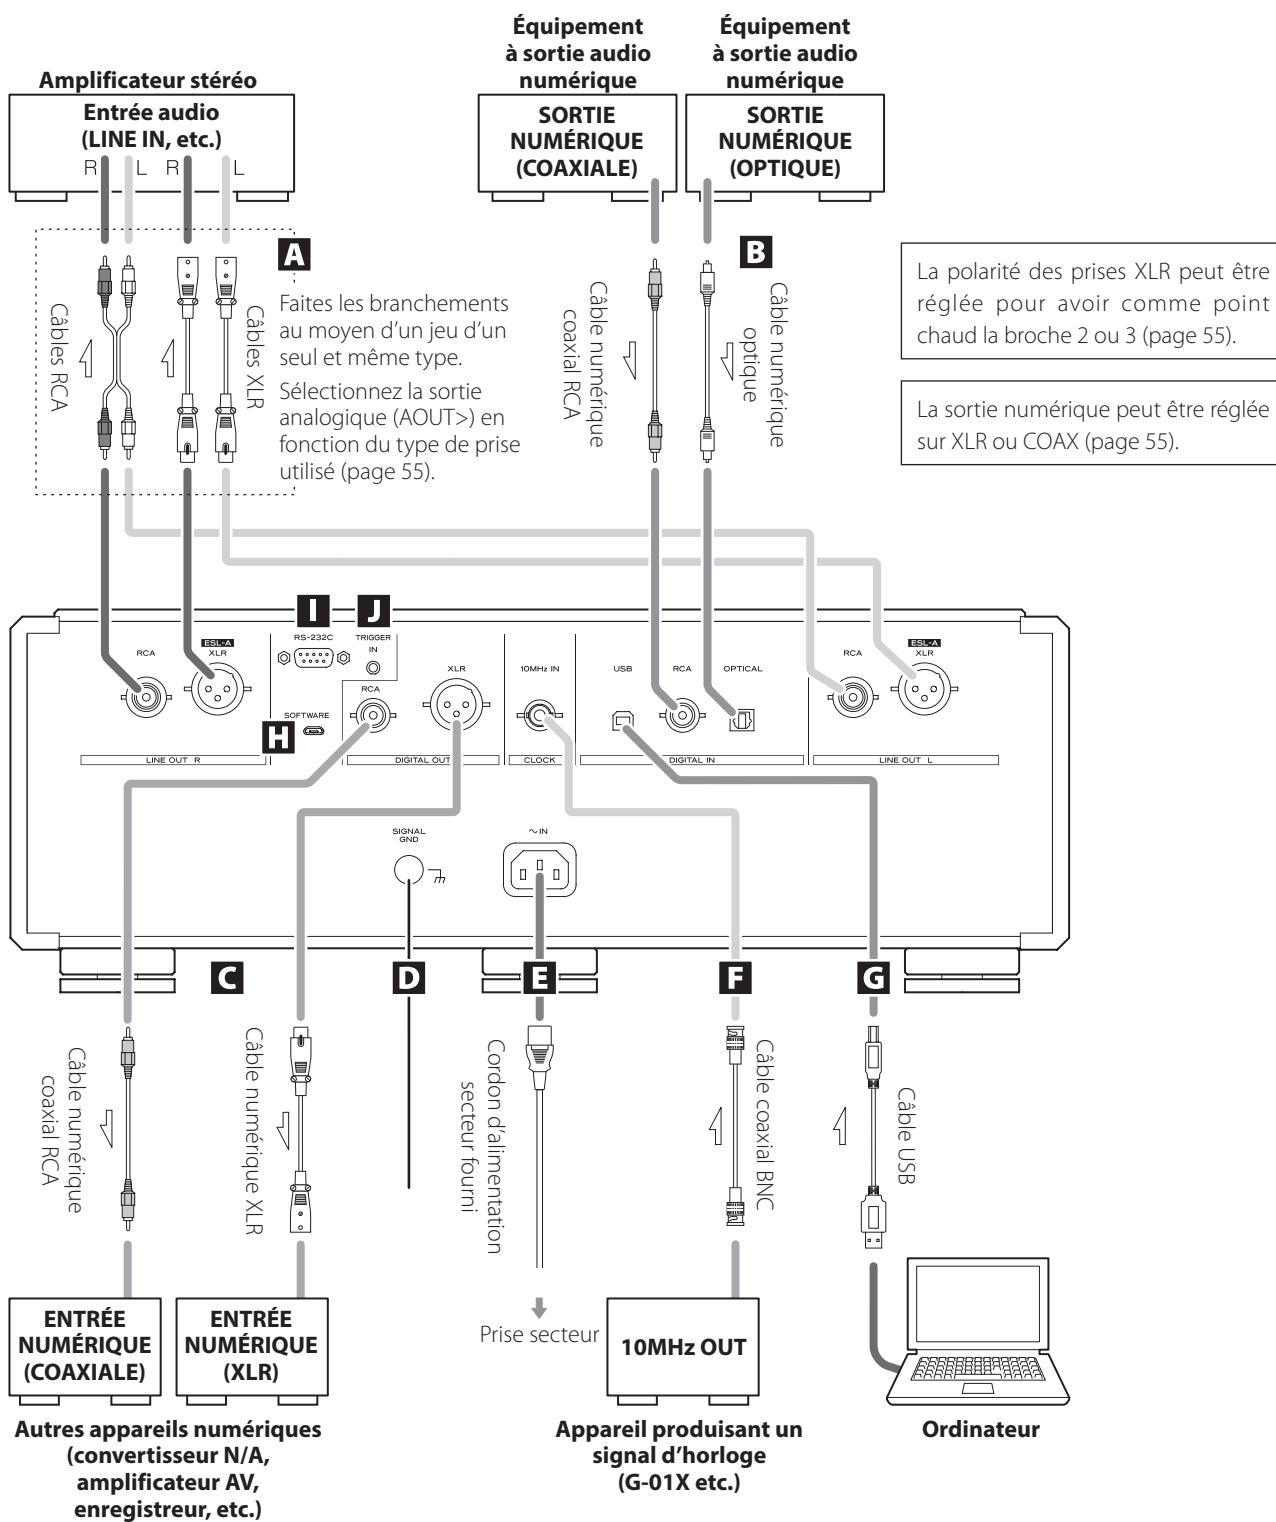 Équipement
à sortie audio
numérique
Équipement
à sortie audio
numérique
Amplificateur stéréo
Entrée audio
(LINE IN, etc.)
R L R L
SORTIE
NUMÉRIQUE
(COAXIALE)
SORTIE
NUMÉRIQUE
(OPTIQUE)
A
Câbles RCA
Câbles XLR
Faites les branchements
au moyen d'un jeu d'un
seul et même type.
Sélectionnez la sortie
analogique (AOUT>) en
fonction du type de prise
utilisé (page 55).
B
Câble numérique
coaxial RCA
Câble numérique
optique
La polarité des prises XLR peut être
réglée pour avoir comme point
chaud la broche 2 ou 3 (page 55).
La sortie numérique peut être réglée
sur XLR ou COAX (page 55).
I
J
RCA
ESL-A
XLR
RS-232C
TRIGGER
IN
RCA
XLR
10MHz IN
USB
RCA
OPTICAL
RCA
ESL-A
XLR
H
SOFTWARE
LINE OUT R
DIGITAL OUT
CLOCK
DIGITAL IN
LINE OUT L
SIGNAL
GND
~IN
C
D
E
F
G
Câble numérique
coaxial RCA
Câble numérique XLR
Cordon d'alimentation
secteur fourni
Câble coaxial BNC
Câble USB
ENTRÉE
NUMÉRIQUE
(COAXIALE)
ENTRÉE
NUMÉRIQUE
(XLR)
Prise secteur
10MHz OUT
Autres appareils numériques
(convertisseur N/A,
amplificateur AV,
enregistreur, etc.)
Appareil produisant un
signal d'horloge
(G-01X etc.)
Ordinateur